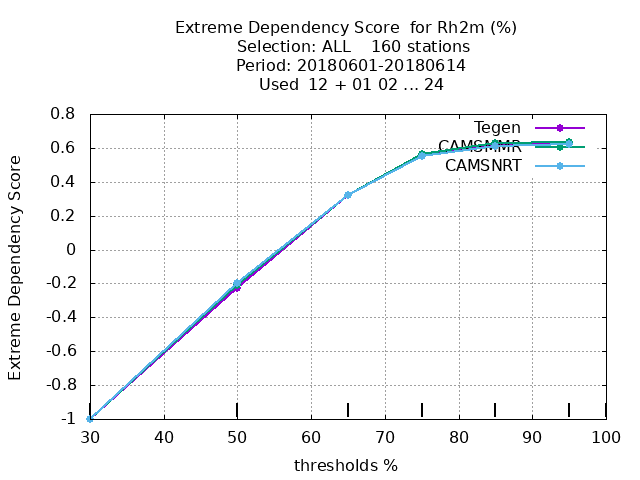 Extreme Dependency Score  for Rh2m (%)
Selection: ALL    160 stations
Period: 20180601-20180614
Used  12 + 01 02 ... 24
Extreme Dependency Score
0.8
0.6
0.4
0.2
0
-0.2
-0.4
-0.6
-0.8
-1
Tegen
CAMSMMR
CAMSNRT
30 40 50 60 70 80 90 100
thresholds %